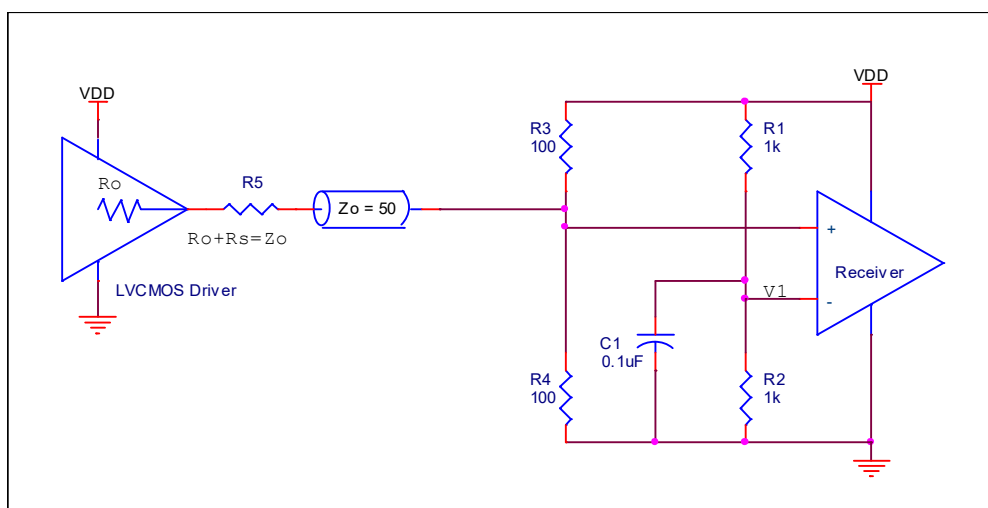 VDD
VDD
R3
100
R1
1k
Ro
R5
Zo = 50
Ro+Rs=Zo
+
LVCMOS Driver
Receiver
V1
-
C1
0.1uF
R4
100
R2
1k